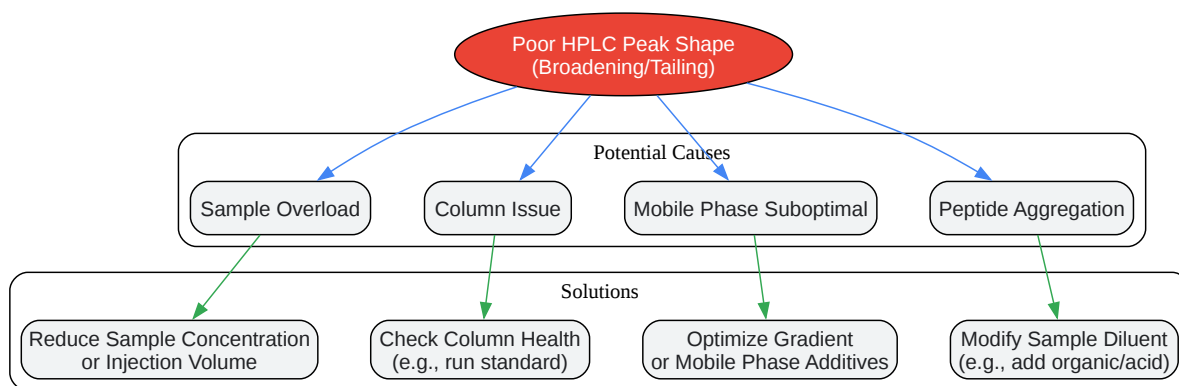 Poor HPLC Peak Shape
(Broadening/Tailing)
Potential Causes
Sample Overload
Column Issue
Mobile Phase Suboptimal
Peptide Aggregation
Solutions
Reduce Sample Concentration
or Injection Volume
Check Column Health
(e.g., run standard)
Optimize Gradient
or Mobile Phase Additives
Modify Sample Diluent
(e.g., add organic/acid)